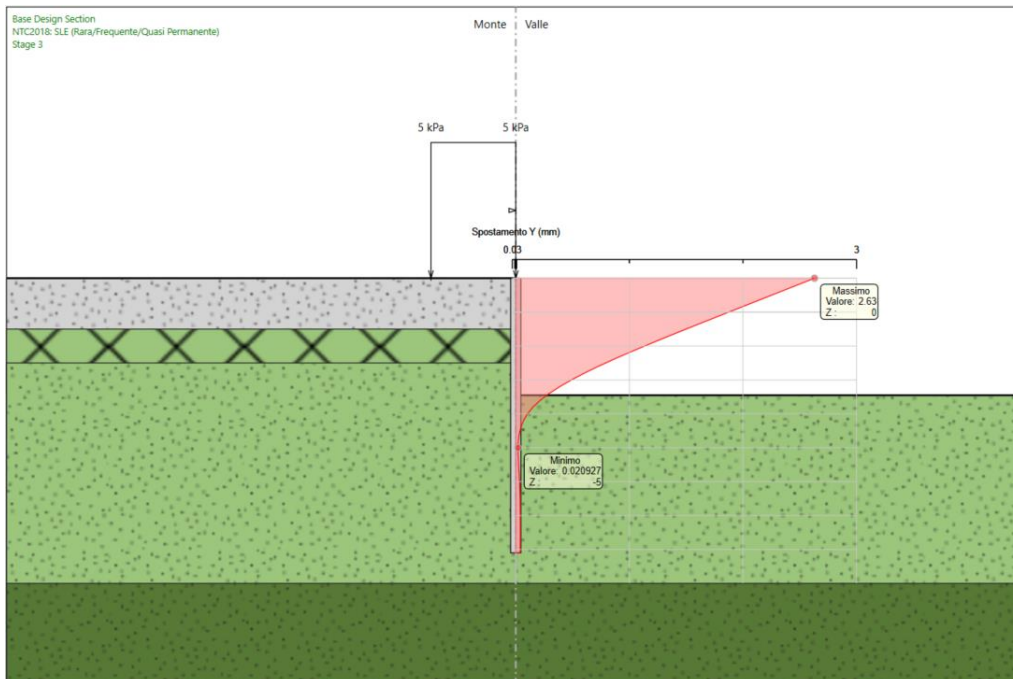 Base Design Section
NTC2018: SLE (Rara/Frequente/Quasi Permanente)
Stage 3
Monte Valle
5 kPa 5 kPa
Spostamento Y (mm)
0.03 3
Massimo
Valore: 2.63
Z : 0
Minimo
Valore: 0.020927
Z : -5